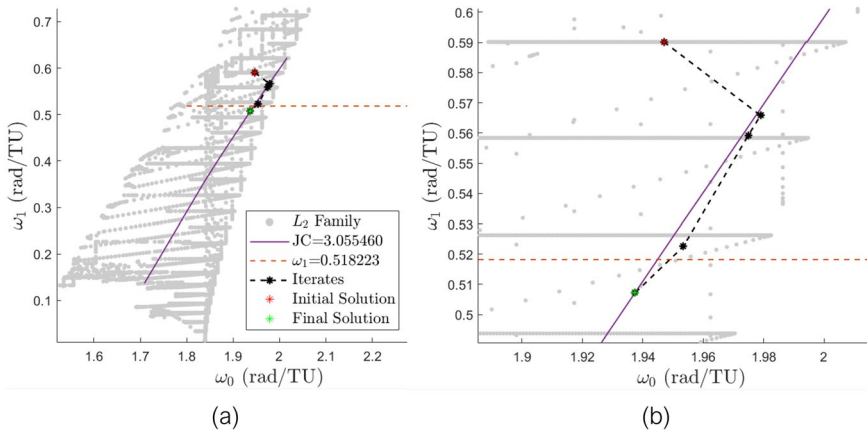 0.7
0.6
0.5
0.4
0.3
0.2
0.1
ω₁ (rad/TU)
1.6 1.7 1.8 1.9 2 2.1 2.2
ω₀ (rad/TU)
L₂ Family
JC=3.055460
ω₁=0.518223
Iterates
Initial Solution
Final Solution
(a)
0.6
0.59
0.58
0.57
0.56
0.55
0.54
0.53
0.52
0.51
0.5
ω₁ (rad/TU)
1.9 1.92 1.94 1.96 1.98 2
ω₀ (rad/TU)
(b)